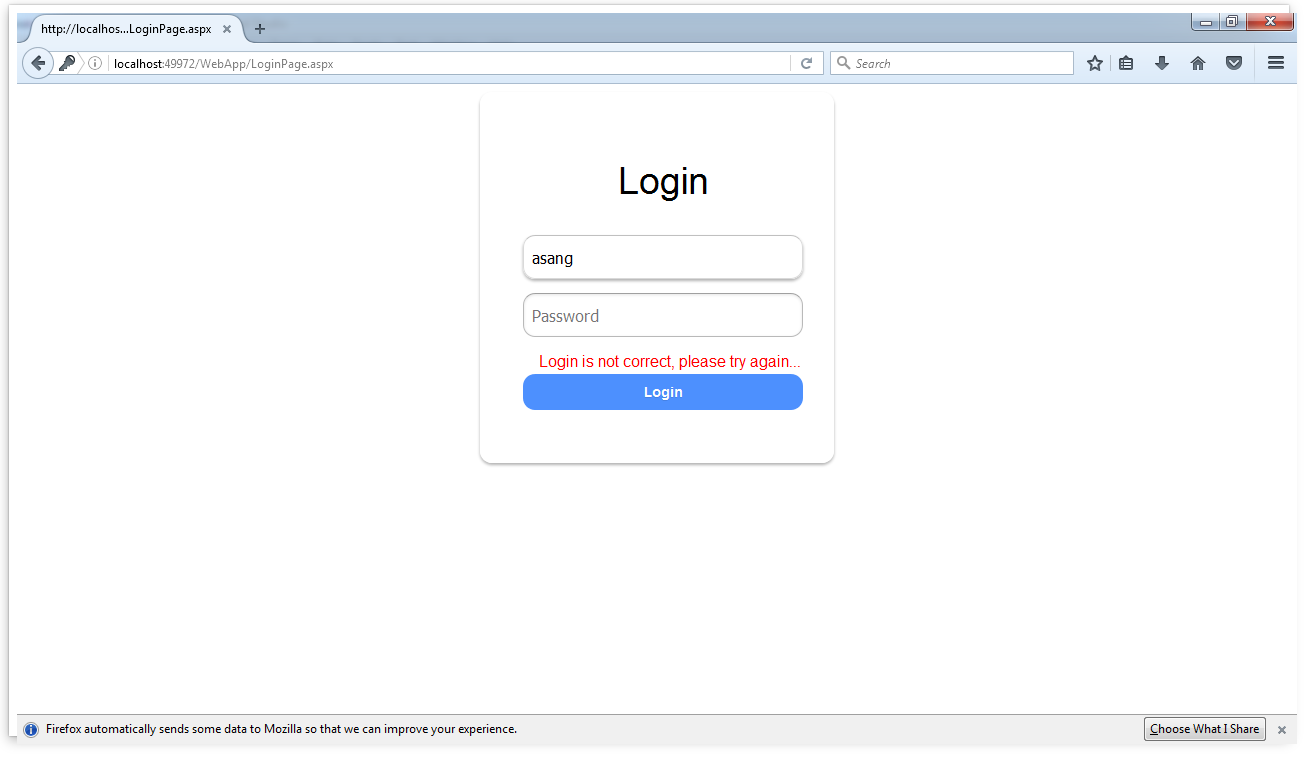 http://localhos...LoginPage.aspx
localhost:49972/WebApp/LoginPage.aspx
Search
Login
asang
Password
Login is not correct, please try again...
Login
Firefox automatically sends some data to Mozilla so that we can improve your experience.
Choose What I Share